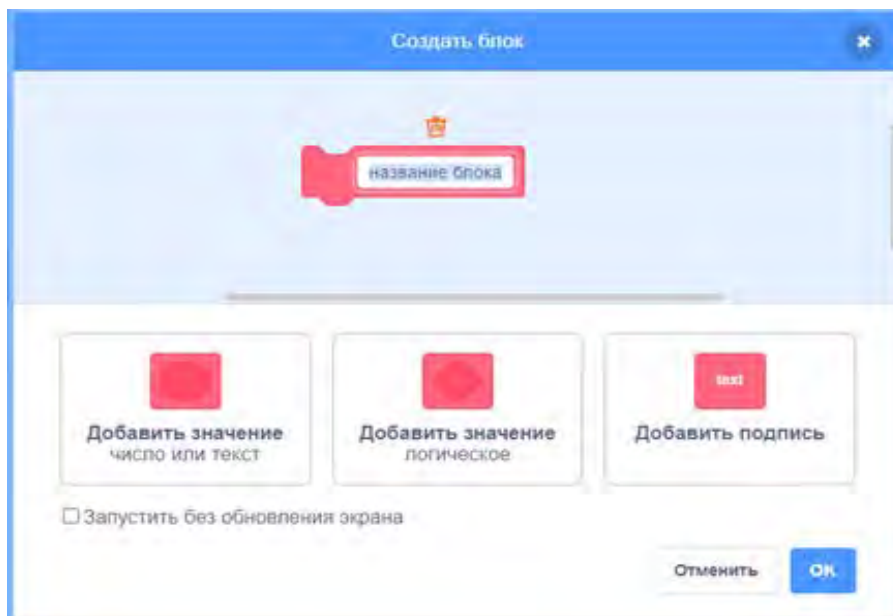 Создать блок
название блока
text
Добавить значение
число или текст
Добавить значение
логическое
Добавить подпись
Запустить без обновления экрана
Отменить
OK